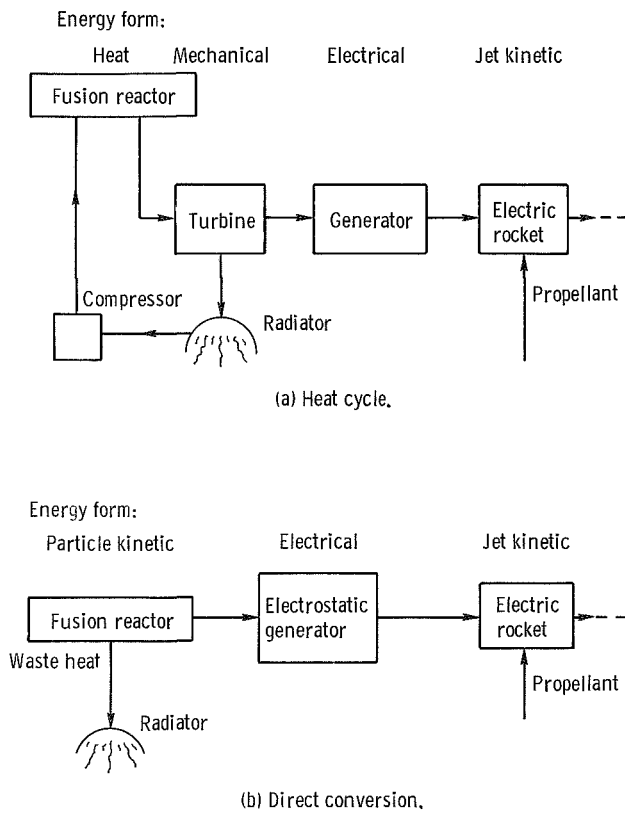 Energy form:
Heat Mechanical Electrical Jet kinetic
Fusion reactor
Turbine
Generator
Electric
rocket
Compressor
Radiator
Propellant
(a) Heat cycle.
Energy form:
Particle kinetic Electrical Jet kinetic
Fusion reactor
Electrostatic
generator
Electric
rocket
Waste heat
Radiator
Propellant
(b) Direct conversion.